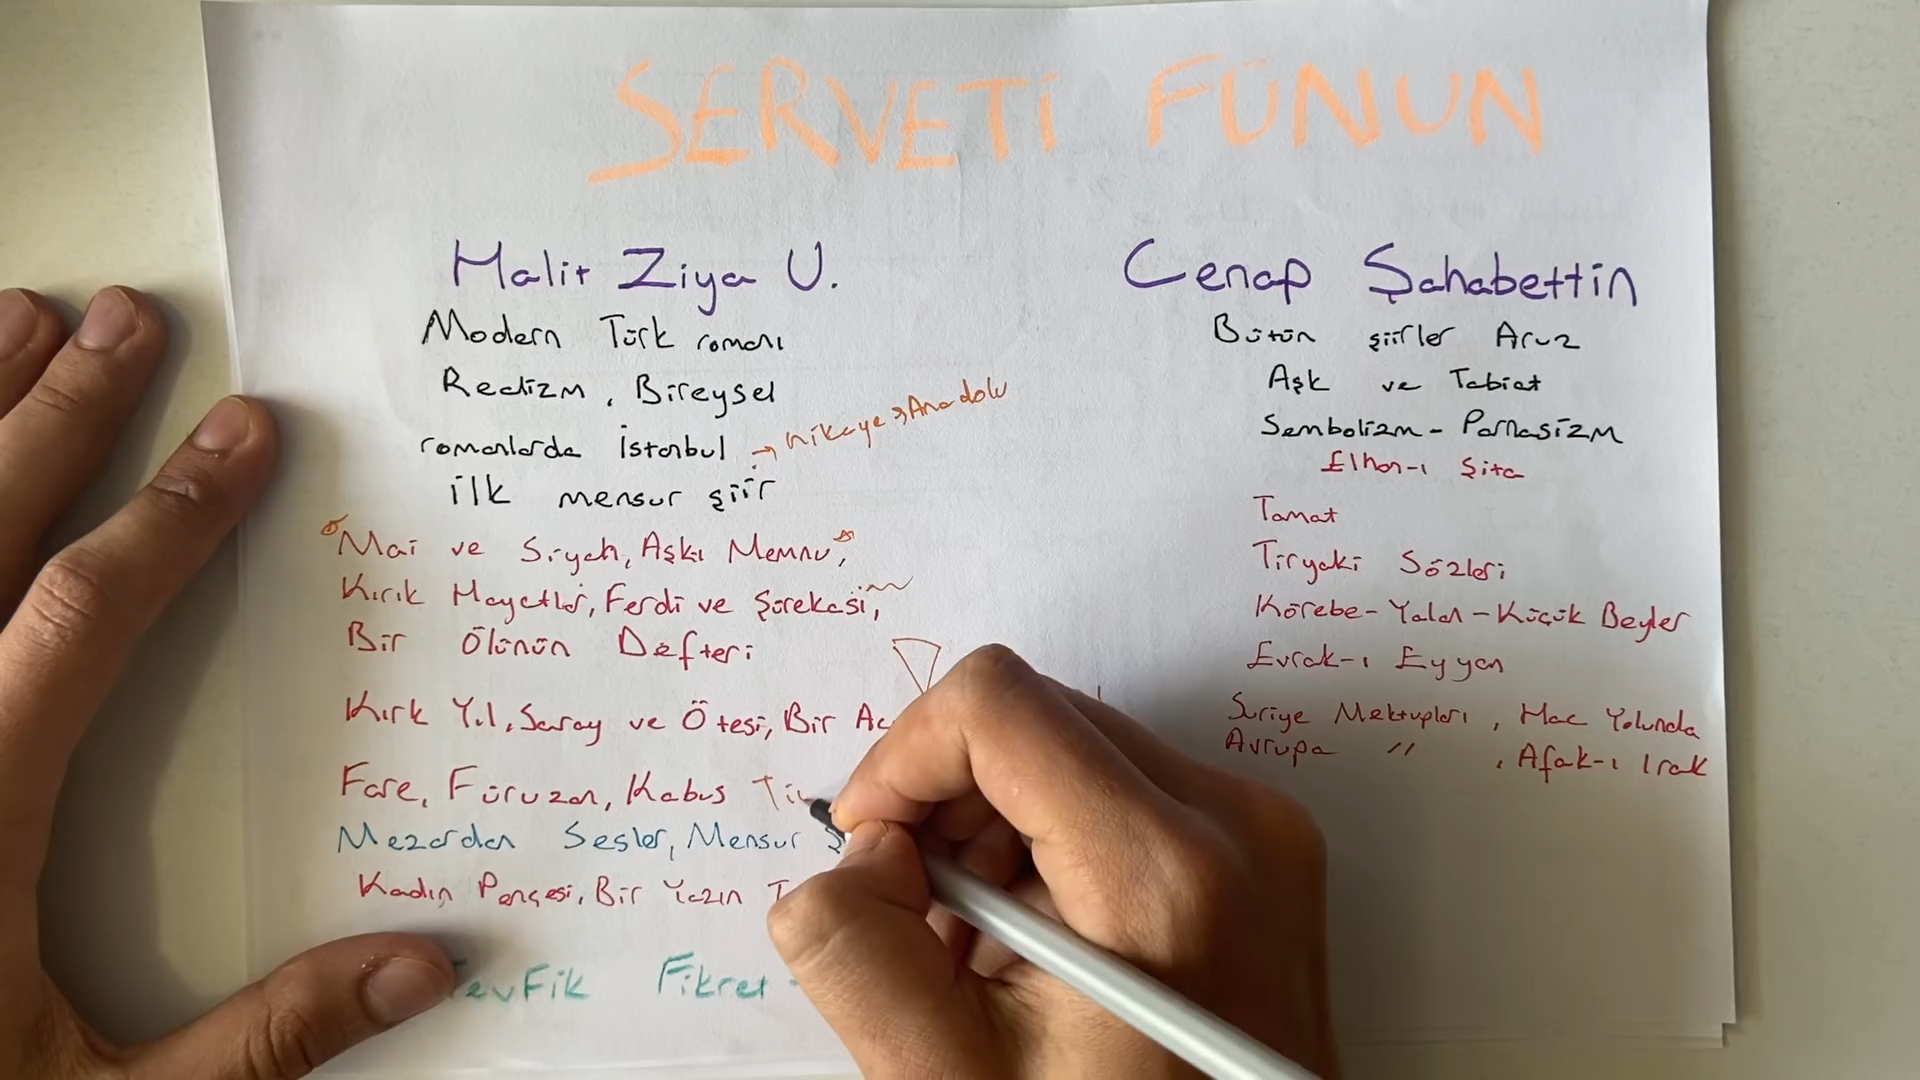 SERVETİ FÜNUN
Halit Ziya U.
Modern Türk romanı
Realizm, Bireysel
romanlarda İstanbul → hikaye → Anadolu
ilk mensur şiir
Mai ve Siyah, Aşkı Memnu,
Kırık Hayatlar, Ferdi ve Şürekasi,
Bir Ölünün Defteri
Kırk Yıl, Saray ve Ötesi, Bir
Fare, Füruzan, Kabus
Mezardan Sesler, Mensur
Kadın Pençesi, Bir Yazın
Tevfik Fikret
Cenap Şahabettin
Bütün şiirler Aruz
Aşk ve Tabiat
Sembolizm - Parnasizm
Elhan-ı Şita
Tamat
Tiryaki Sözleri
Körebe - Yalan - Küçük Beyler
Evrak-ı Eyyam
Suriye Mektupları, Hac Yolunda
Avrupa //, Afak-ı Irak